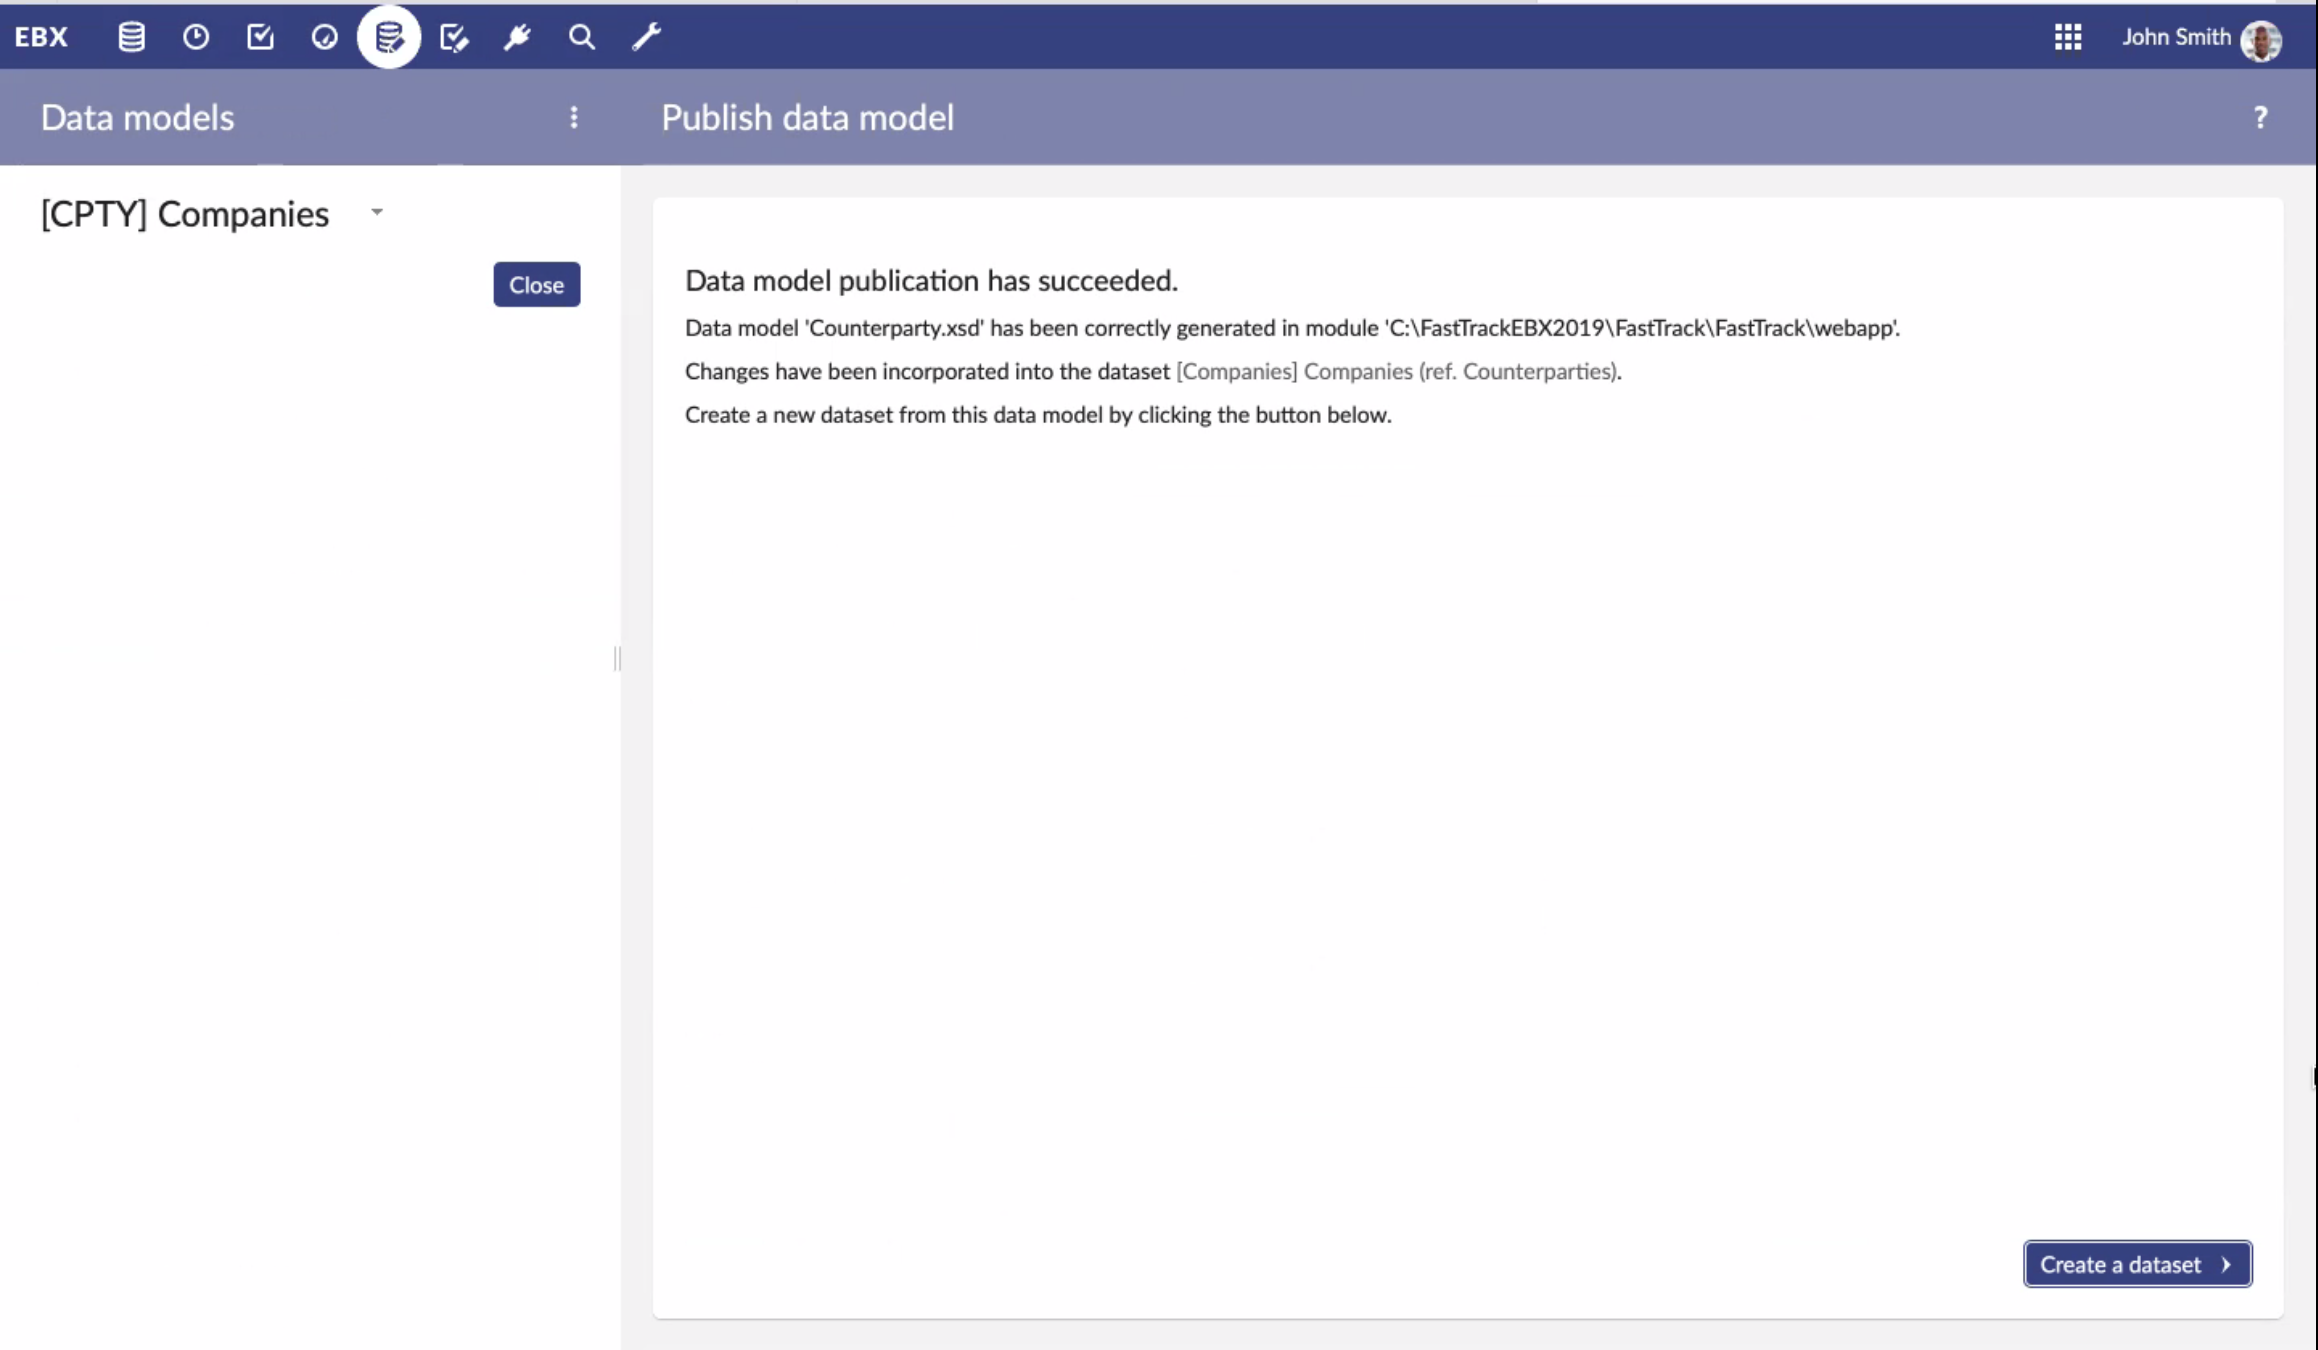 EBX
John Smith
Data models
Publish data model
?
[CPTY] Companies
Close
Data model publication has succeeded.
Data model 'Counterparty.xsd' has been correctly generated in module 'C:\FastTrackEBX2019\FastTrack\FastTrack\webapp'.
Changes have been incorporated into the dataset [Companies] Companies (ref. Counterparties).
Create a new dataset from this data model by clicking the button below.
Create a dataset